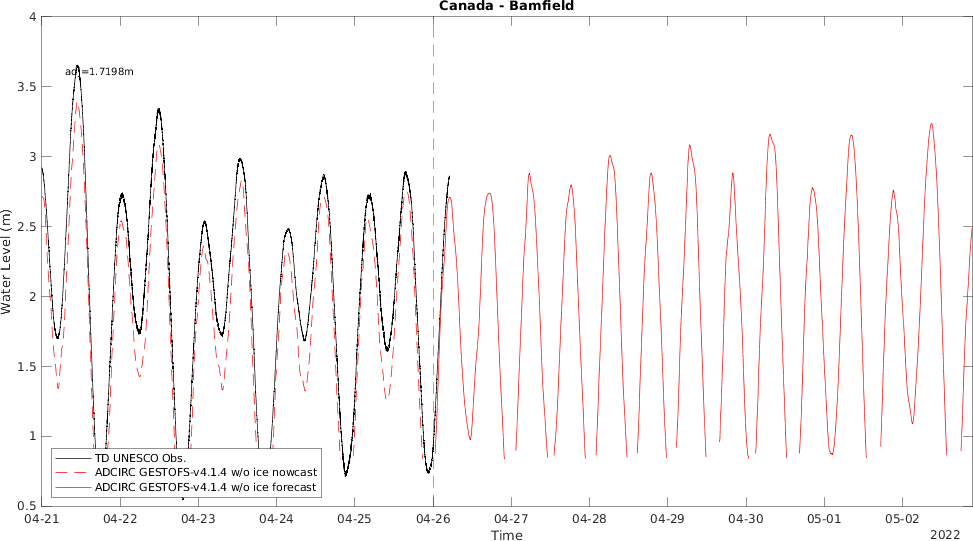 Canada - Bamfield
4
3.5
3
2.5
2
1.5
1
0.5
Water Level (m)
=1.7198m
TD UNESCO Obs.
ADCIRC GESTOFS-v4.1.4 w/o ice nowcast
ADCIRC GESTOFS-v4.1.4 w/o ice forecast
04-21 04-22 04-23 04-24 04-25 04-26 04-27 04-28 04-29 04-30 05-01 05-02
Time
2022